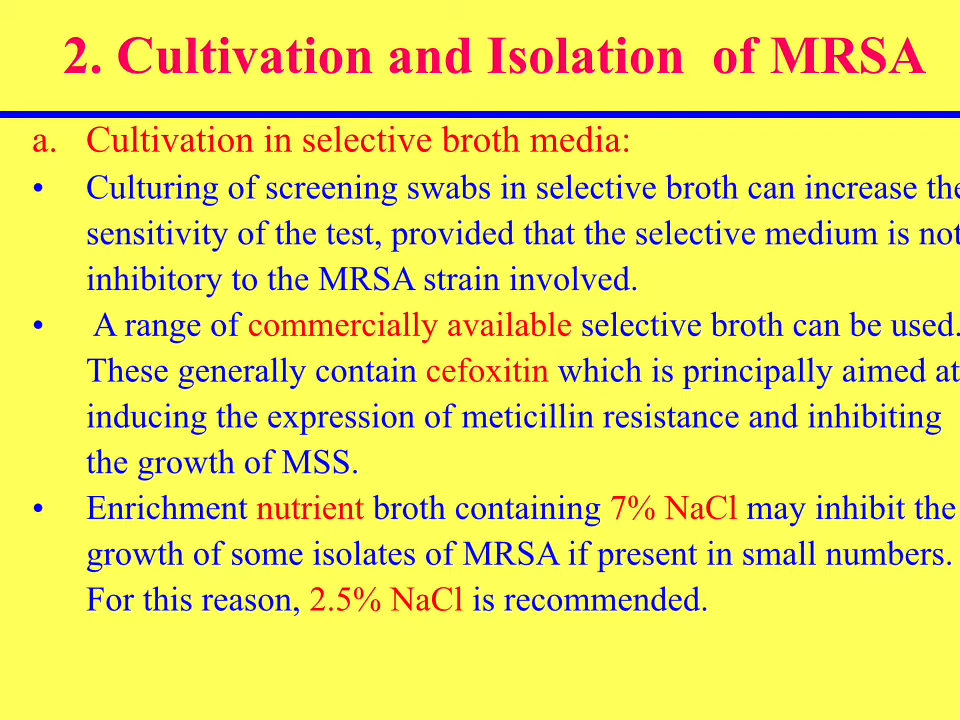 2. Cultivation and Isolation of MRSA
a. Cultivation in selective broth media:
• Culturing of screening swabs in selective broth can increase the
sensitivity of the test, provided that the selective medium is not
inhibitory to the MRSA strain involved.
• A range of commercially available selective broth can be used.
These generally contain cefoxitin which is principally aimed at
inducing the expression of meticillin resistance and inhibiting
the growth of MSS.
• Enrichment nutrient broth containing 7% NaCl may inhibit the
growth of some isolates of MRSA if present in small numbers.
For this reason, 2.5% NaCl is recommended.